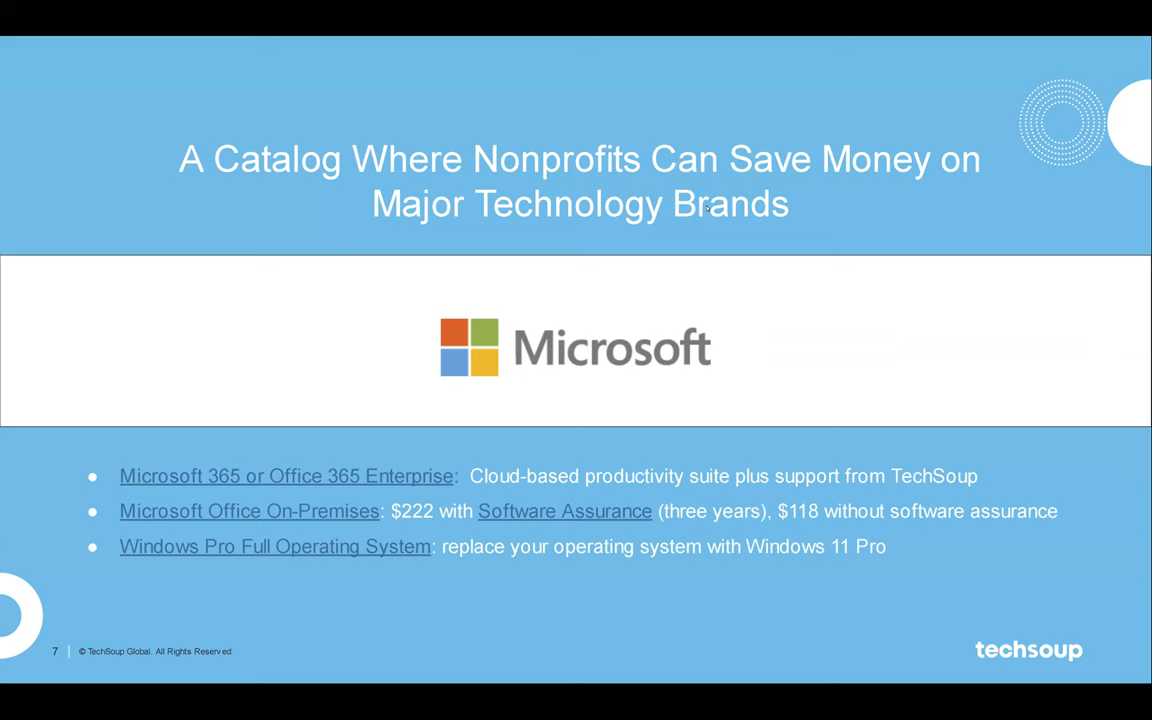 A Catalog Where Nonprofits Can Save Money on
Major Technology Brands
Microsoft
● Microsoft 365 or Office 365 Enterprise:  Cloud-based productivity suite plus support from TechSoup
● Microsoft Office On-Premises: $222 with Software Assurance (three years), $118 without software assurance
● Windows Pro Full Operating System: replace your operating system with Windows 11 Pro
7 | © TechSoup Global. All Rights Reserved.
techsoup